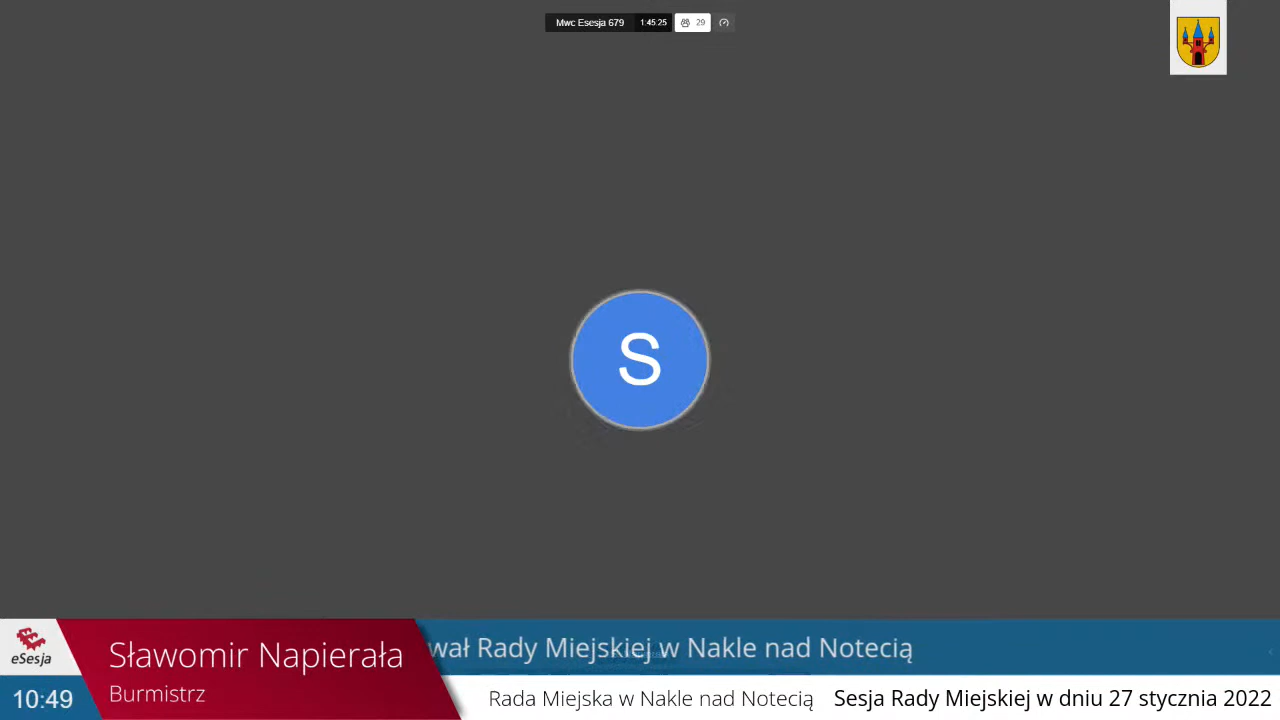 Mwc Esesja 679 1:45:25 29
S
eSesja
Sławomir Napierała
Burmistrz
Rady Miejskiej w Nakle nad Notecią
10:49
Rada Miejska w Nakle nad Notecią
Sesja Rady Miejskiej w dniu 27 stycznia 2022